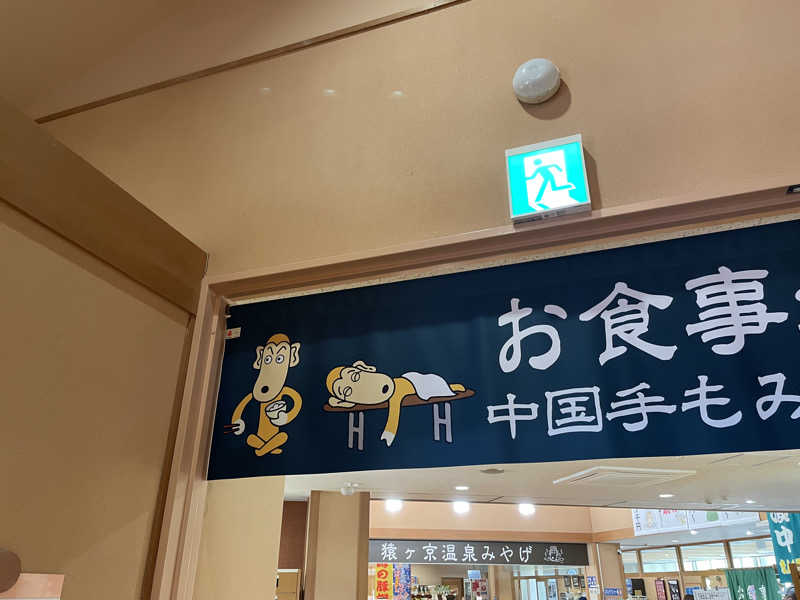 お食事
中国手もみ
猿ヶ京温泉みやげ